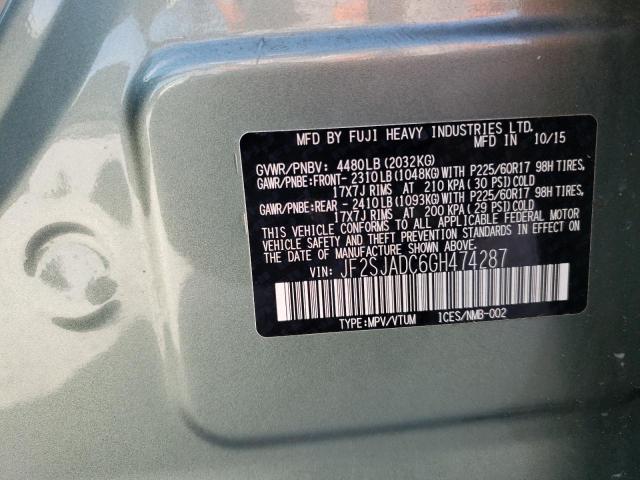 MFD BY FUJI HEAVY INDUSTRIES LTD.
MFD IN 10/15
GVWR/PNBV: 4480LB(2032KG)
GAWR/PNBE:FRONT- 2310LB(1048KG)WITH P225/60R17 98H TIRES,
17X7J RIMS AT 210 KPA(30 PSI)COLD
GAWR/PNBE:REAR - 2410LB(1093KG)WITH P225/60R17 98H TIRES,
17X7J RIMS AT 200 KPA(29 PSI)COLD
THIS VEHICLE CONFORMS TO ALL APPLICABLE FEDERAL MOTOR
VEHICLE SAFETY AND BUMPER STANDARDS IN EFFECT ON
THE DATE OF MANUFACTURE SHOWN ABOVE.
VIN: JF2SJADC6GH474287
TYPE:MPV/VTUM ICES/NMB-002